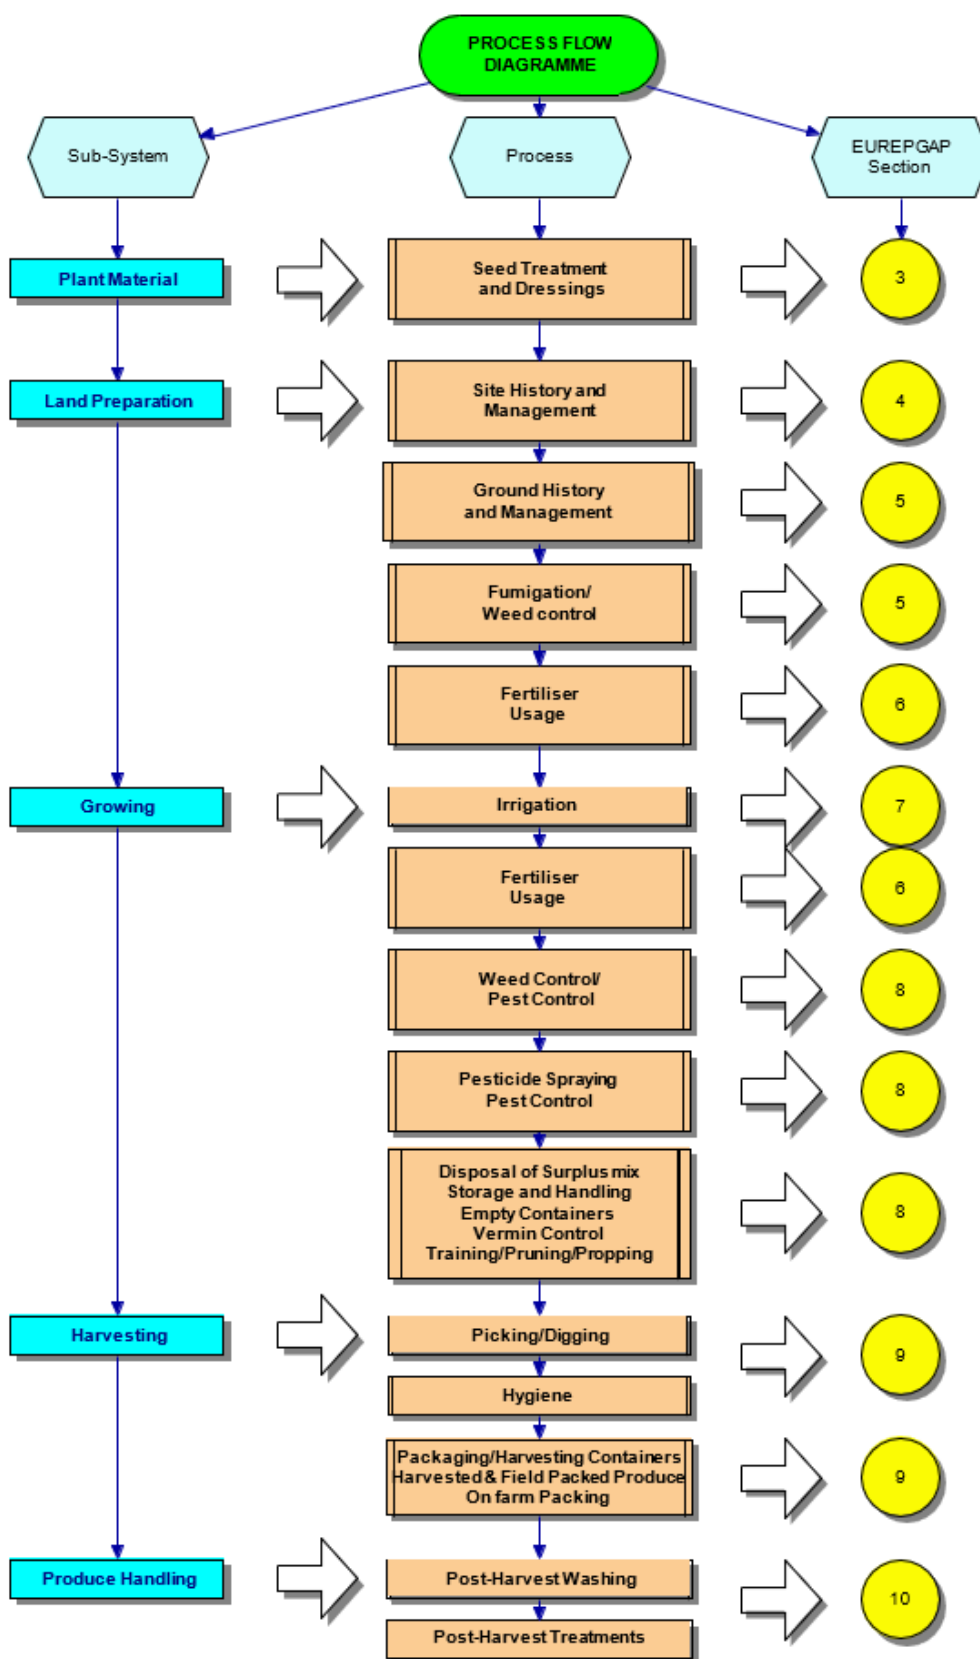 PROCESS FLOW
DIAGRAMME
Sub-System
Process
EUREPGAP
Section
Plant Material
Seed Treatment
and Dressings
3
Land Preparation
Site History and
Management
4
Ground History
and Management
5
Fumigation/
Weed control
5
Fertiliser
Usage
6
Growing
Irrigation
7
Fertiliser
Usage
6
Weed Control/
Pest Control
8
Pesticide Spraying
Pest Control
8
Disposal of Surplus mix
Storage and Handling
Empty Containers
Vermin Control
Training/Pruning/Propping
8
Harvesting
Picking/Digging
9
Hygiene
Packaging/Harvesting Containers
Harvested & Field Packed Produce
On farm Packing
9
Produce Handling
Post-Harvest Washing
10
Post-Harvest Treatments